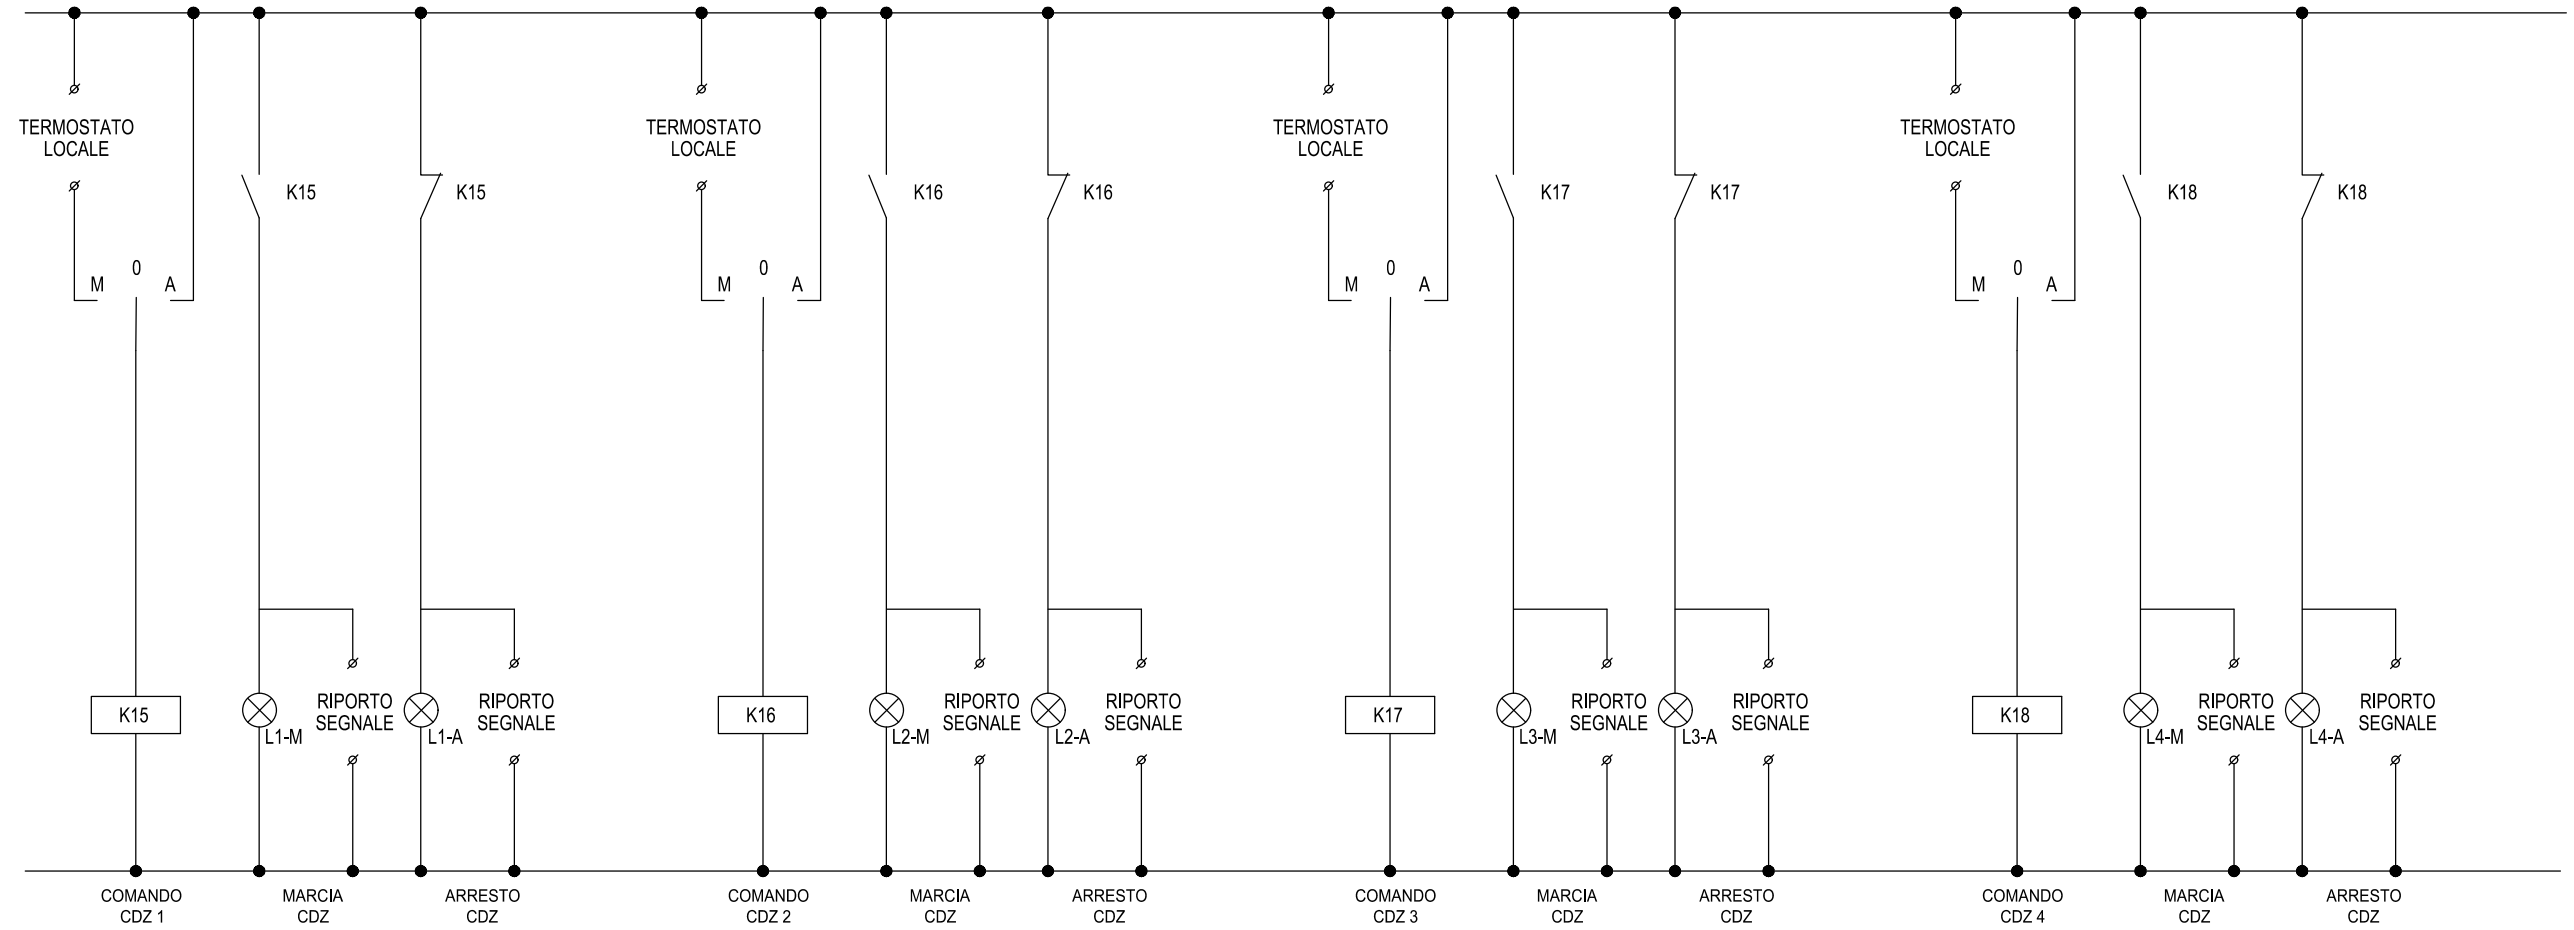 TERMOSTATO
LOCALE
K15
K15
M
0
A
K15
L1-M
RIPORTO
SEGNALE
L1-A
RIPORTO
SEGNALE
COMANDO
CDZ 1
MARCIA
CDZ
ARRESTO
CDZ
TERMOSTATO
LOCALE
K16
K16
M
0
A
K16
L2-M
RIPORTO
SEGNALE
L2-A
RIPORTO
SEGNALE
COMANDO
CDZ 2
MARCIA
CDZ
ARRESTO
CDZ
TERMOSTATO
LOCALE
K17
K17
M
0
A
K17
L3-M
RIPORTO
SEGNALE
L3-A
RIPORTO
SEGNALE
COMANDO
CDZ 3
MARCIA
CDZ
ARRESTO
CDZ
TERMOSTATO
LOCALE
K18
K18
M
0
A
K18
L4-M
RIPORTO
SEGNALE
L4-A
RIPORTO
SEGNALE
COMANDO
CDZ 4
MARCIA
CDZ
ARRESTO
CDZ